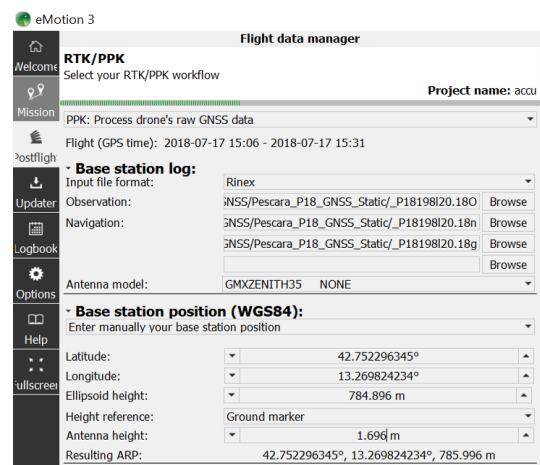 eMotion 3
Flight data manager
Welcome
RTK/PPK
Select your RTK/PPK workflow
Project name: accu
Mission
PPK: Process drone's raw GNSS data
Flight (GPS time): 2018-07-17 15:06 - 2018-07-17 15:31
Postfligh
Base station log:
Input file format: Rinex
Updater
Observation: GNSS/Pescara_P18_GNSS_Static/_P18198l20.18O Browse
Navigation: GNSS/Pescara_P18_GNSS_Static/_P18198l20.18n Browse
Logbook
GNSS/Pescara_P18_GNSS_Static/_P18198l20.18g Browse
Browse
Options
Antenna model: GMXZENITH35 NONE
Base station position (WGS84):
Enter manually your base station position
Help
Latitude: 42.752296345°
Longitude: 13.269824234°
Fullscreen
Ellipsoid height: 784.896 m
Height reference: Ground marker
Antenna height: 1.696 m
Resulting ARP: 42.752296345°, 13.269824234°, 785.996 m